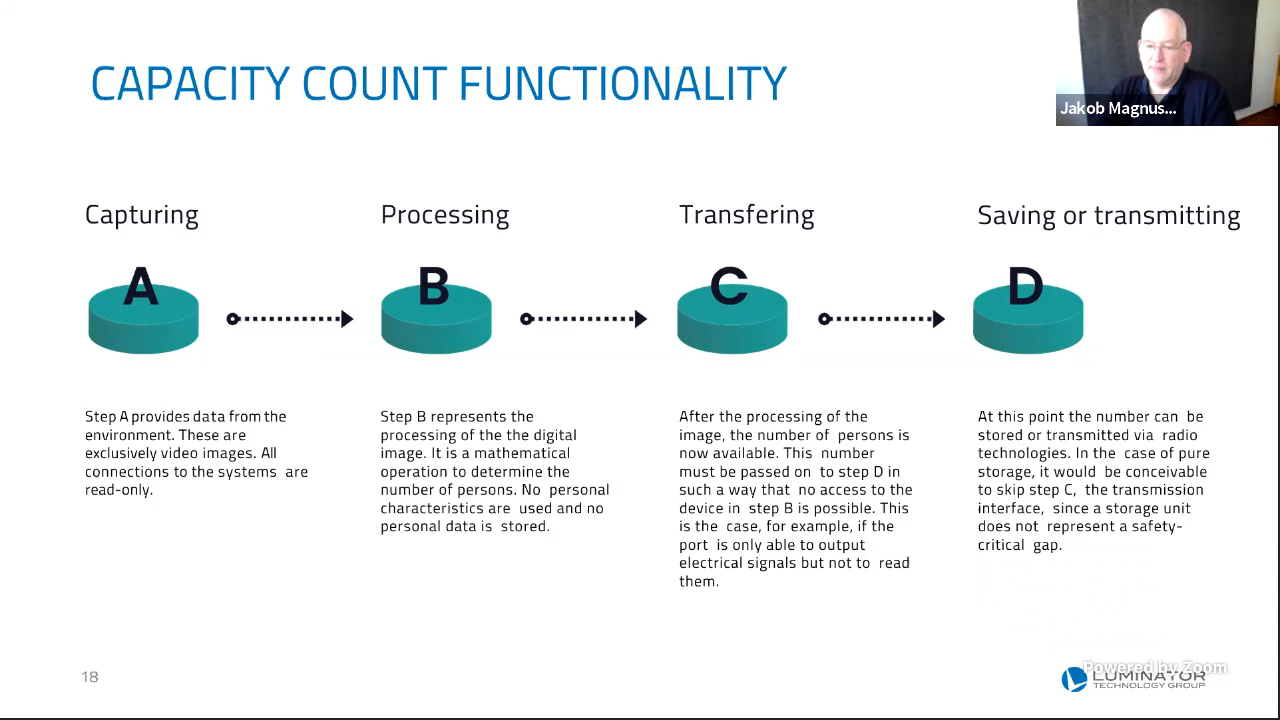 CAPACITY COUNT FUNCTIONALITY
Jakob Magnus...
Capturing
A
Step A provides data from the
environment. These are
exclusively video images. All
connections to the systems are
read-only.
Processing
B
Step B represents the
processing of the the digital
image. It is a mathematical
operation to determine the
number of persons. No personal
characteristics are used and no
personal data is stored.
Transfering
C
After the processing of the
image, the number of persons is
now available. This number
must be passed on to step D in
such a way that no access to the
device in step B is possible. This
is the case, for example, if the
port is only able to output
electrical signals but not to read
them.
Saving or transmitting
D
At this point the number can be
stored or transmitted via radio
technologies. In the case of pure
storage, it would be conceivable
to skip step C, the transmission
interface, since a storage unit
does not represent a safety-
critical gap.
18
Powered by Zoom
LUMINATOR
TECHNOLOGY GROUP